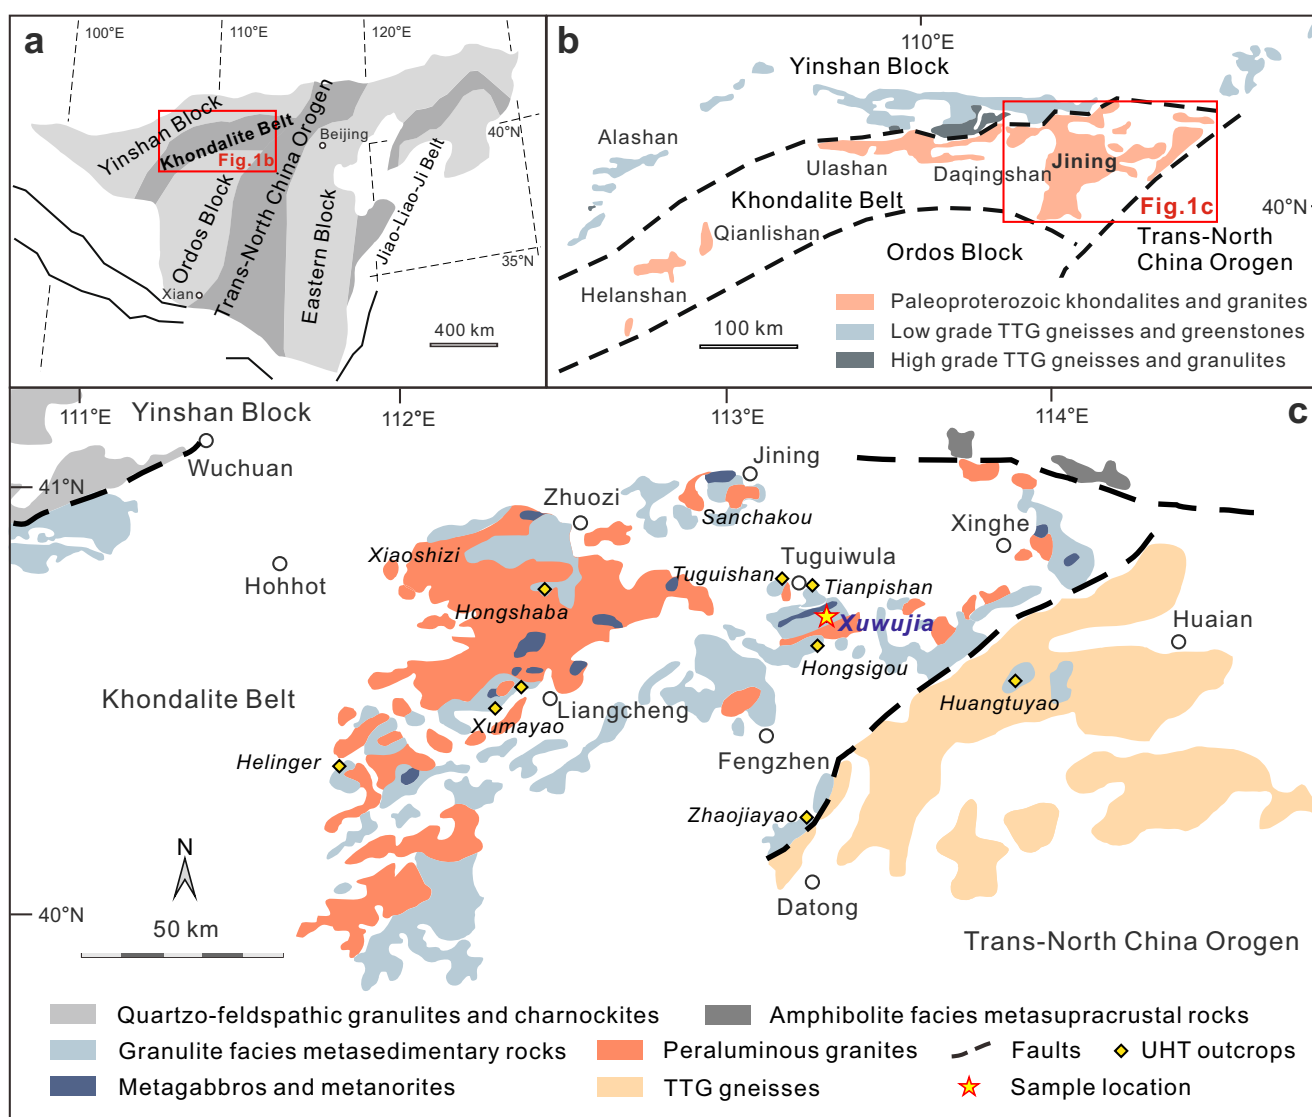 a
100°E
110°E
120°E
Yinshan Block
Khondalite Belt
Fig.1b
Beijing
40°N
Ordos Block
Trans-North China Orogen
Eastern Block
Jiao-Liao-Ji Belt
Xian
35°N
400 km
b
110°E
Yinshan Block
Alashan
Ulashan
Daqingshan
Jining
Khondalite Belt
Fig.1c
40°N
Qianlishan
Ordos Block
Trans-North
China Orogen
Helanshan
Paleoproterozoic khondalites and granites
100 km
Low grade TTG gneisses and greenstones
High grade TTG gneisses and granulites
c
111°E
Yinshan Block
112°E
113°E
114°E
Wuchuan
Jining
41°N
Zhuozi
Sanchakou
Xinghe
Xiaoshizi
Hohhot
Tuguiwula
Tuguishan
Tianpishan
Hongshaba
Xuwujia
Huaian
Hongsigou
Khondalite Belt
Huangtuyao
Liangcheng
Xumayao
Helinger
Fengzhen
Zhaojiayao
N
Datong
40°N
50 km
Trans-North China Orogen
Quartzo-feldspathic granulites and charnockites
Amphibolite facies metasupracrustal rocks
Granulite facies metasedimentary rocks
Peraluminous granites
Faults
UHT outcrops
Metagabbros and metanorites
TTG gneisses
Sample location